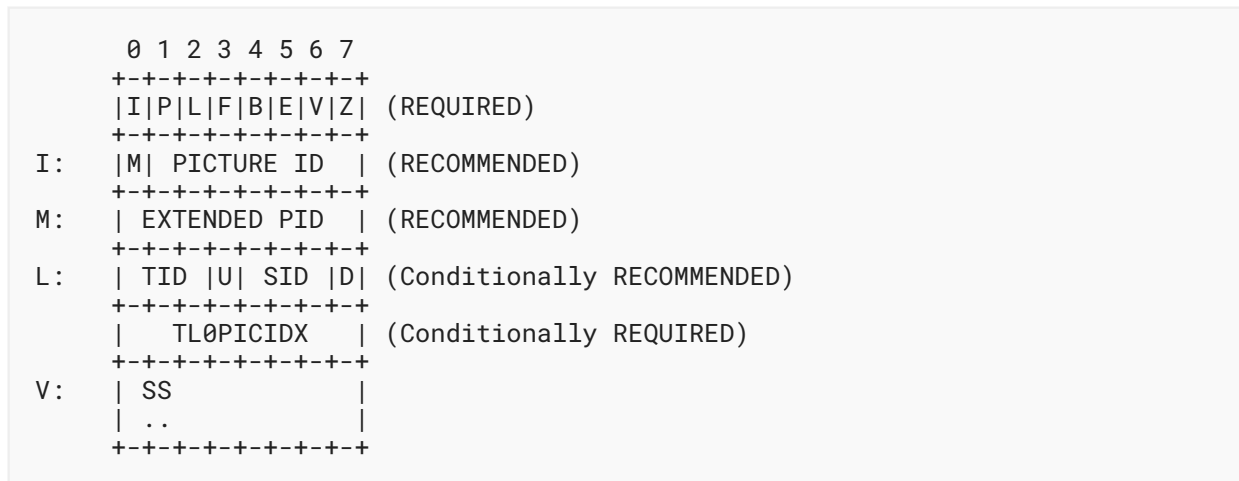 0 1 2 3 4 5 6 7
     +-+-+-+-+-+-+-+-+
     |I|P|L|F|B|E|V|Z| (REQUIRED)
     +-+-+-+-+-+-+-+-+
I:   |M| PICTURE ID  | (RECOMMENDED)
     +-+-+-+-+-+-+-+-+
M:   | EXTENDED PID  | (RECOMMENDED)
     +-+-+-+-+-+-+-+-+
L:   | TID |U| SID |D| (Conditionally RECOMMENDED)
     +-+-+-+-+-+-+-+-+
     |   TL0PICIDX   | (Conditionally REQUIRED)
     +-+-+-+-+-+-+-+-+
V:   | SS            |
     | ..            |
     +-+-+-+-+-+-+-+-+